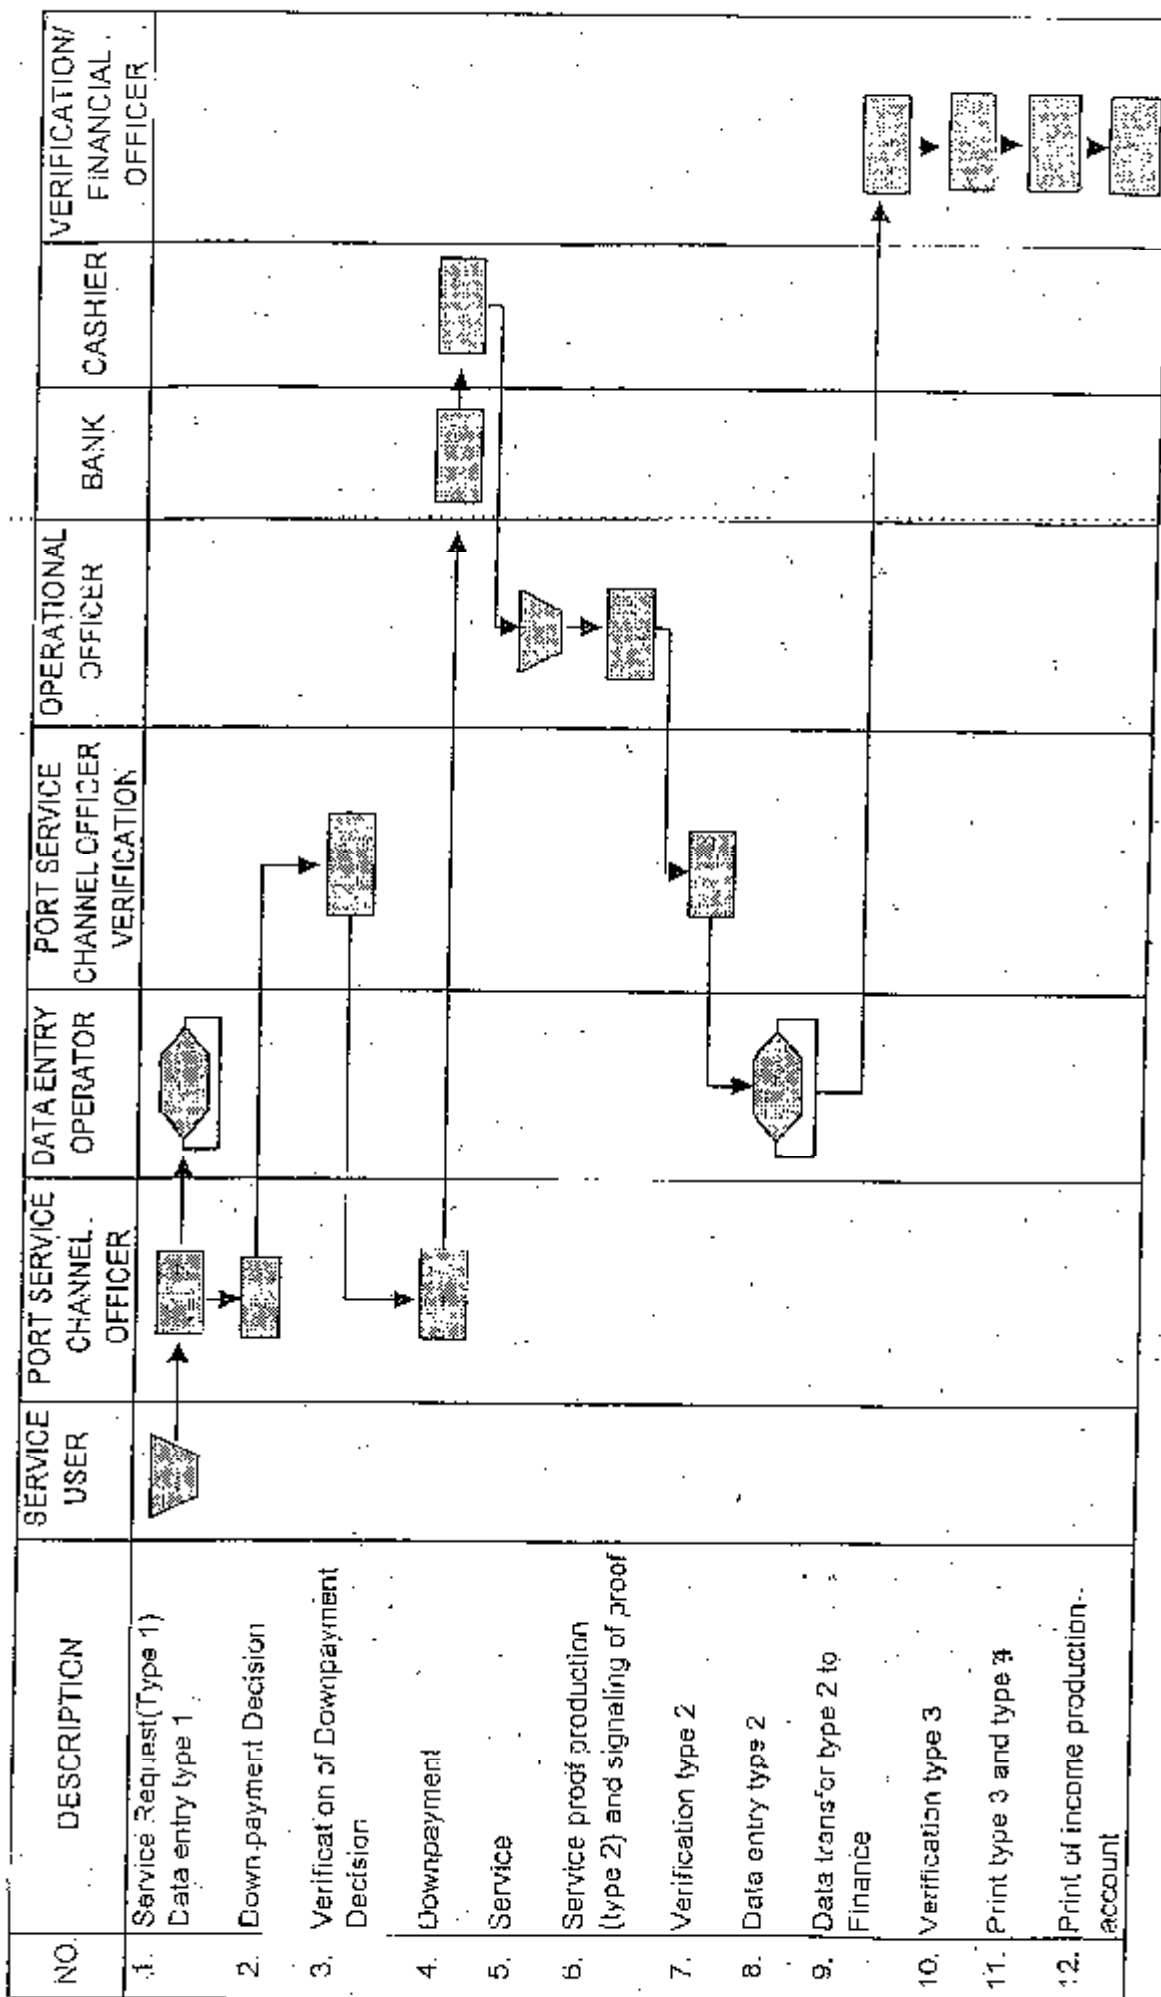 NO.
DESCRIPTION
SERVICE
USER
PORT SERVICE
CHANNEL
OFFICER
DATA ENTRY
OPERATOR
PORT SERVICE
CHANNEL OFFICER
VERIFICATION
OPERATIONAL
OFFICER
BANK
CASHIER
VERIFICATION/
FINANCIAL
OFFICER
1. Service Request(Type 1)
Data entry type 1
2. Down-payment Decision
3. Verification of Downpayment
Decision
4. Downpayment
5. Service
6. Service proof production
(type 2) and signaling of proof
7. Verification type 2
8. Data entry type 2
9. Data transfor type 2 to
Finance
10. Verification type 3
11. Print type 3 and type
12. Print of income production
account